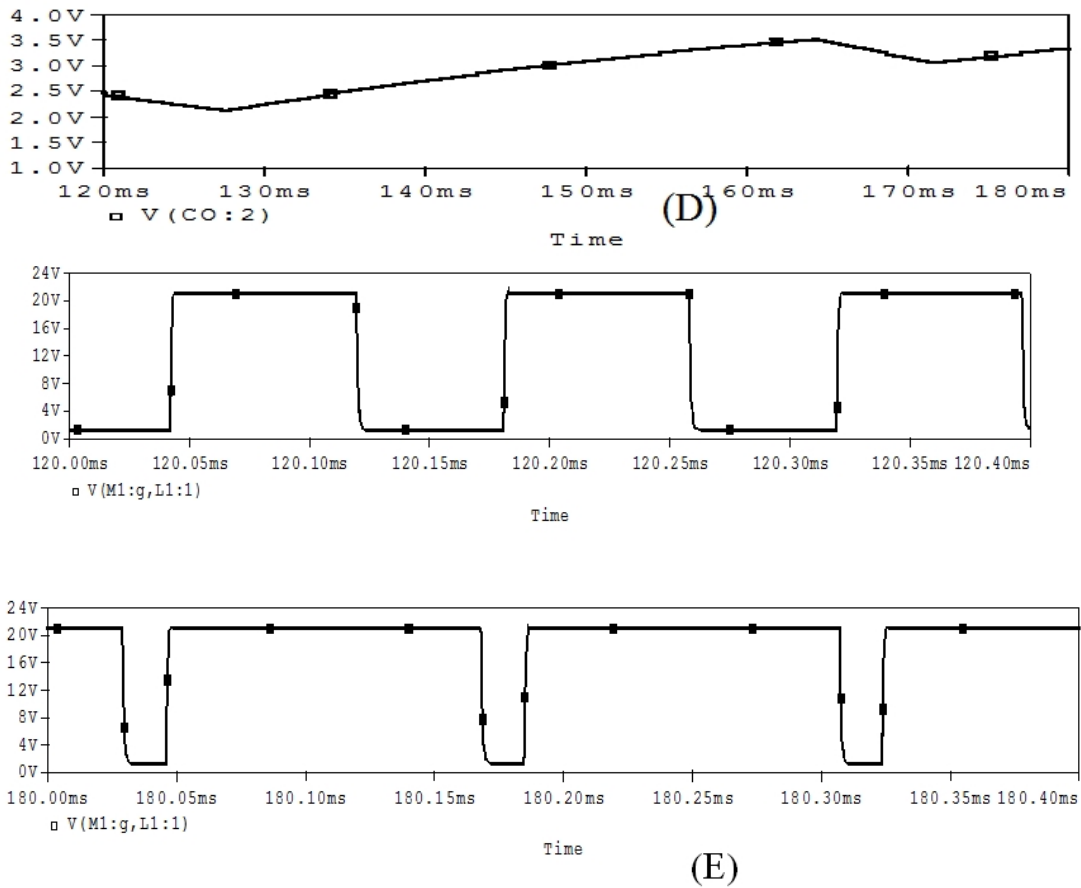 4.0V
3.5V
3.0V
2.5V
2.0V
1.5V
1.0V
120ms 130ms 140ms 150ms 160ms 170ms 180ms
V(CO:2)
(D)
Time
24V
20V
16V
12V
8V
4V
0V
120.00ms 120.05ms 120.10ms 120.15ms 120.20ms 120.26ms 120.30ms 120.35ms 120.40ms
V(M1:g,L1:1)
Time
24V
20V
16V
12V
8V
4V
0V
180.00ms 180.05ms 180.10ms 180.15ms 180.20ms 180.30ms 180.35ms 180.40ms
V(M1:g,L1:1)
Time
(E)